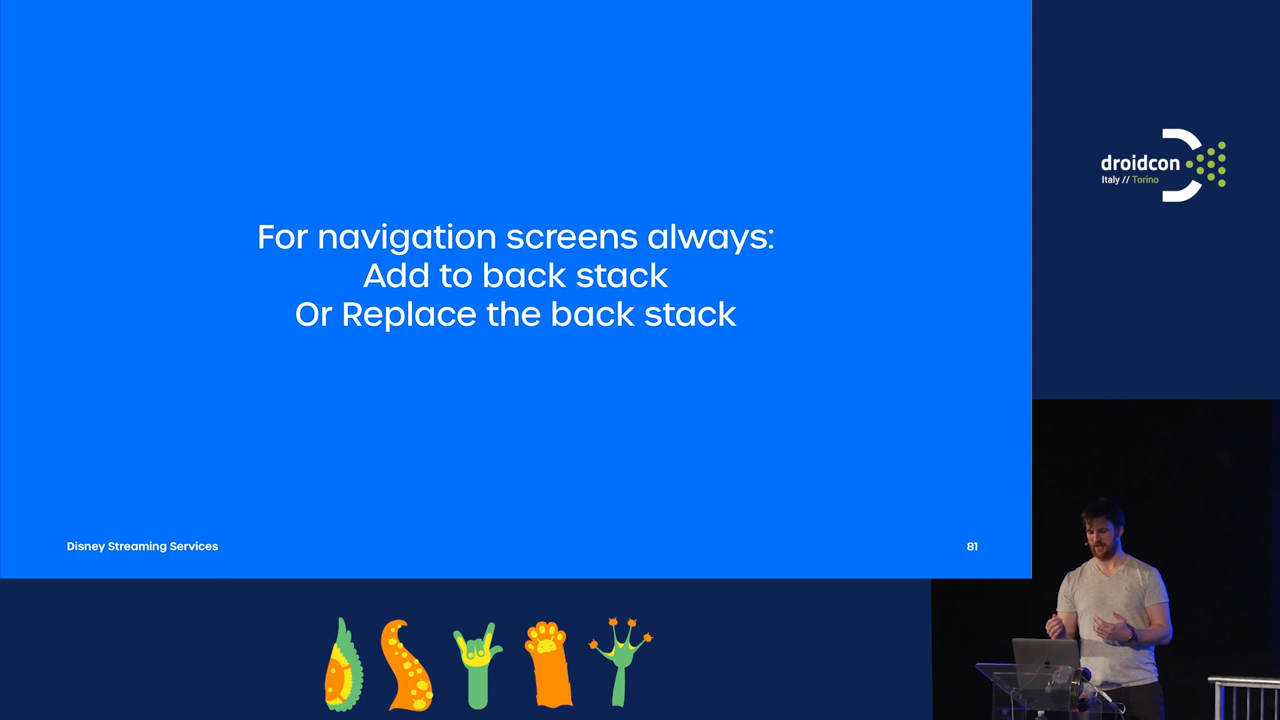 For navigation screens always:
Add to back stack
Or Replace the back stack
Disney Streaming Services
81
droidcon
Italy // Torino